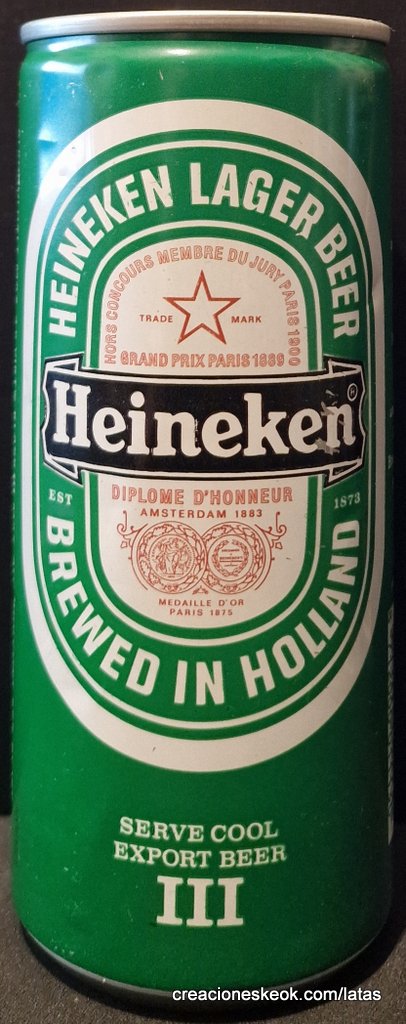 HEINEKEN LAGER BEER
HORS CONCOURS MEMBRE DU JURY PARIS 1900
TRADE MARK
GRAND PRIX PARIS 1889
Heineken®
EST 1873
DIPLOME D'HONNEUR
AMSTERDAM 1883
MEDAILLE D'OR
PARIS 1875
BREWED IN HOLLAND
SERVE COOL
EXPORT BEER
III
creacioneskeok.com/latas